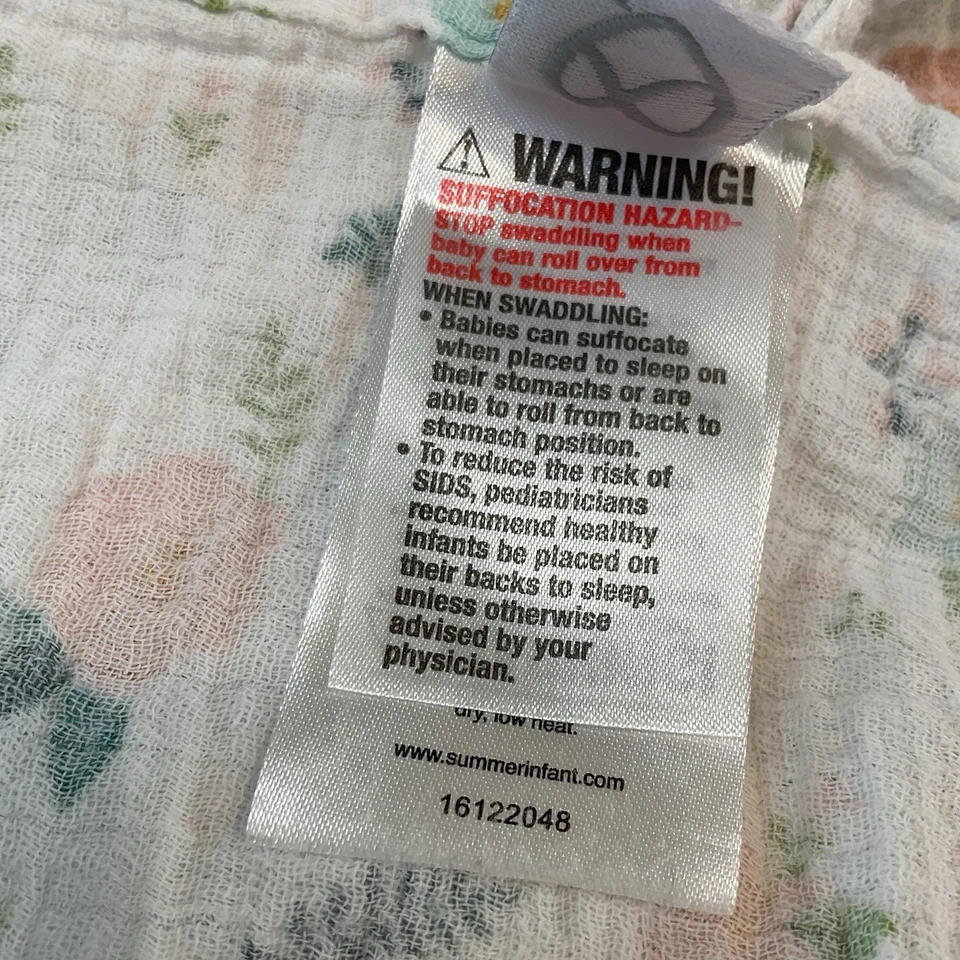 WARNING!
SUFFOCATION HAZARD-
STOP swaddling when
baby can roll over from
back to stomach.
WHEN SWADDLING:
• Babies can suffocate
when placed to sleep on
their stomachs or are
able to roll from back to
stomach position.
• To reduce the risk of
SIDS, pediatricians
recommend healthy
infants be placed on
their backs to sleep,
unless otherwise
advised by your
physician.
dry, low heat.
www.summerinfant.com
16122048